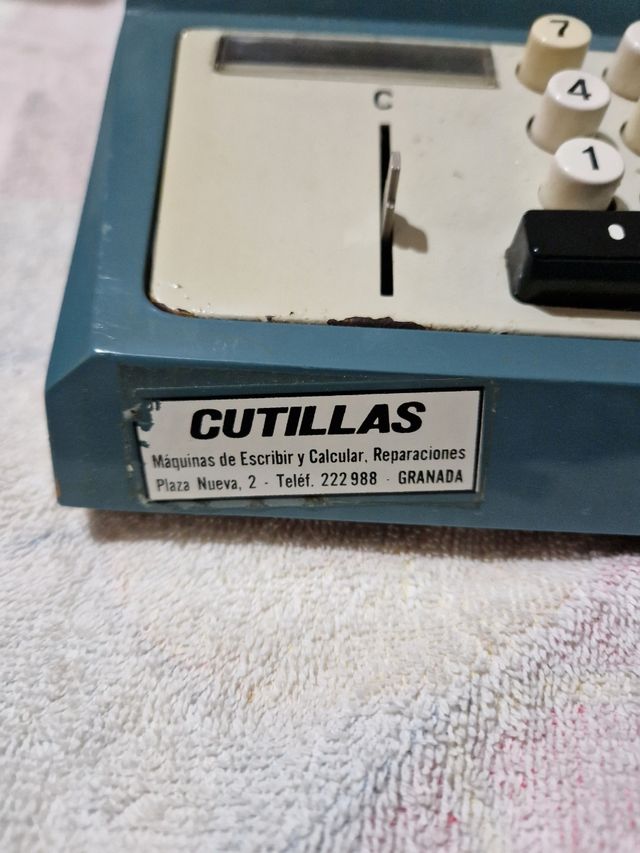 7
C
4
1
CUTILLAS
Máquinas de Escribir y Calcular, Reparaciones
Plaza Nueva, 2 - Teléf. 222988 - GRANADA